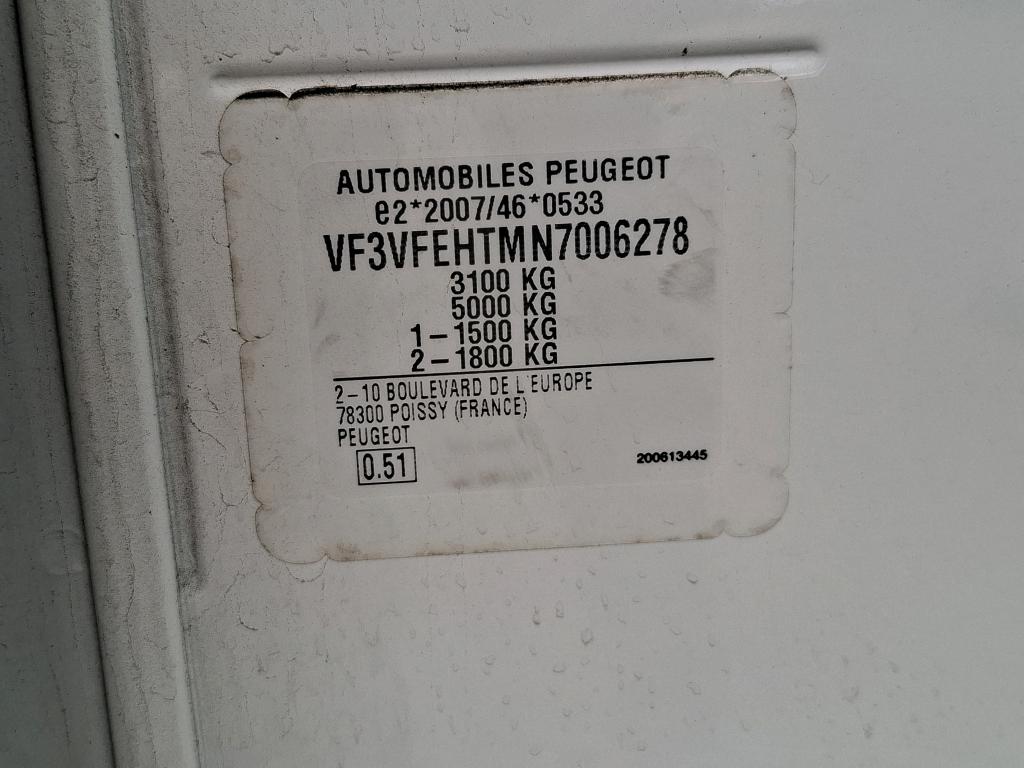 AUTOMOBILES PEUGEOT
e2*2007/46*0533
VF3VFEHTMN7006278
3100 KG
5000 KG
1-1500 KG
2-1800 KG
2-10 BOULEVARD DE L'EUROPE
78300 POISSY (FRANCE)
PEUGEOT
0.51
200613445